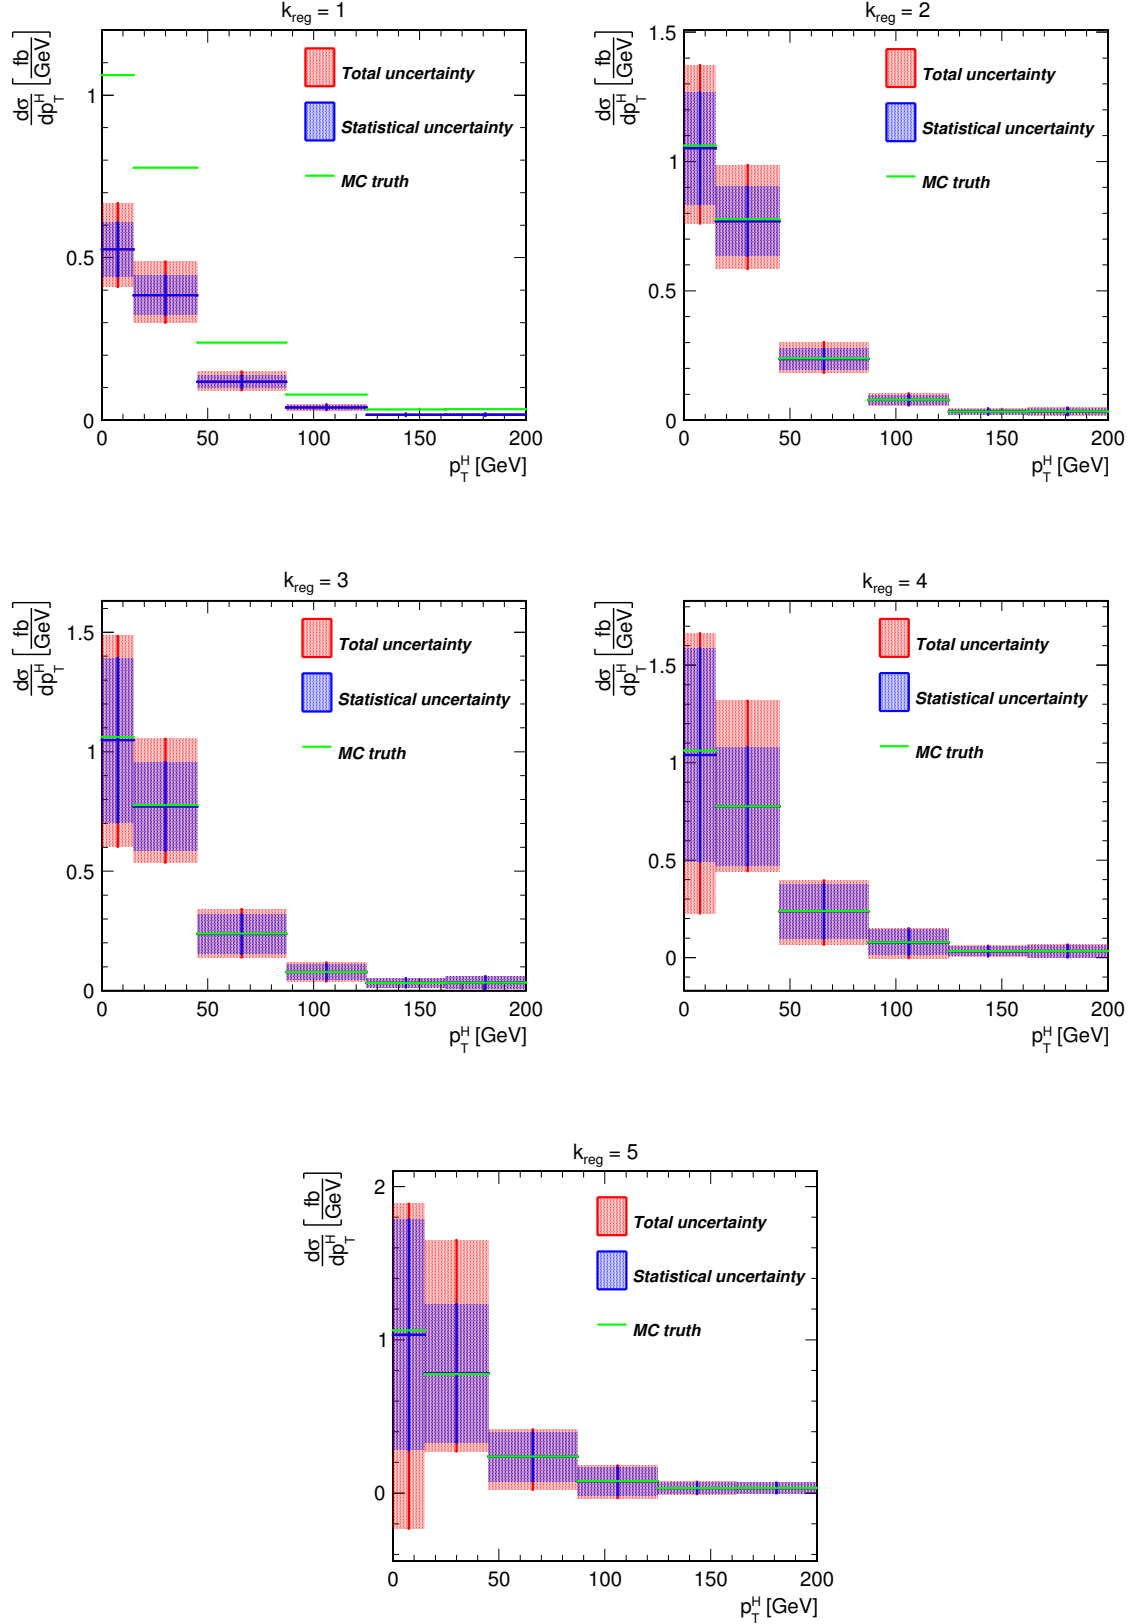 k_reg = 1
dσ/dp_T^H [fb/GeV]
1
0.5
0
Total uncertainty
Statistical uncertainty
MC truth
0 50 100 150 200
p_T^H [GeV]
k_reg = 2
dσ/dp_T^H [fb/GeV]
1.5
1
0.5
0
Total uncertainty
Statistical uncertainty
MC truth
0 50 100 150 200
p_T^H [GeV]
k_reg = 3
dσ/dp_T^H [fb/GeV]
1.5
1
0.5
0
Total uncertainty
Statistical uncertainty
MC truth
0 50 100 150 200
p_T^H [GeV]
k_reg = 4
dσ/dp_T^H [fb/GeV]
1.5
1
0.5
0
Total uncertainty
Statistical uncertainty
MC truth
0 50 100 150 200
p_T^H [GeV]
k_reg = 5
dσ/dp_T^H [fb/GeV]
2
1
0
Total uncertainty
Statistical uncertainty
MC truth
0 50 100 150 200
p_T^H [GeV]